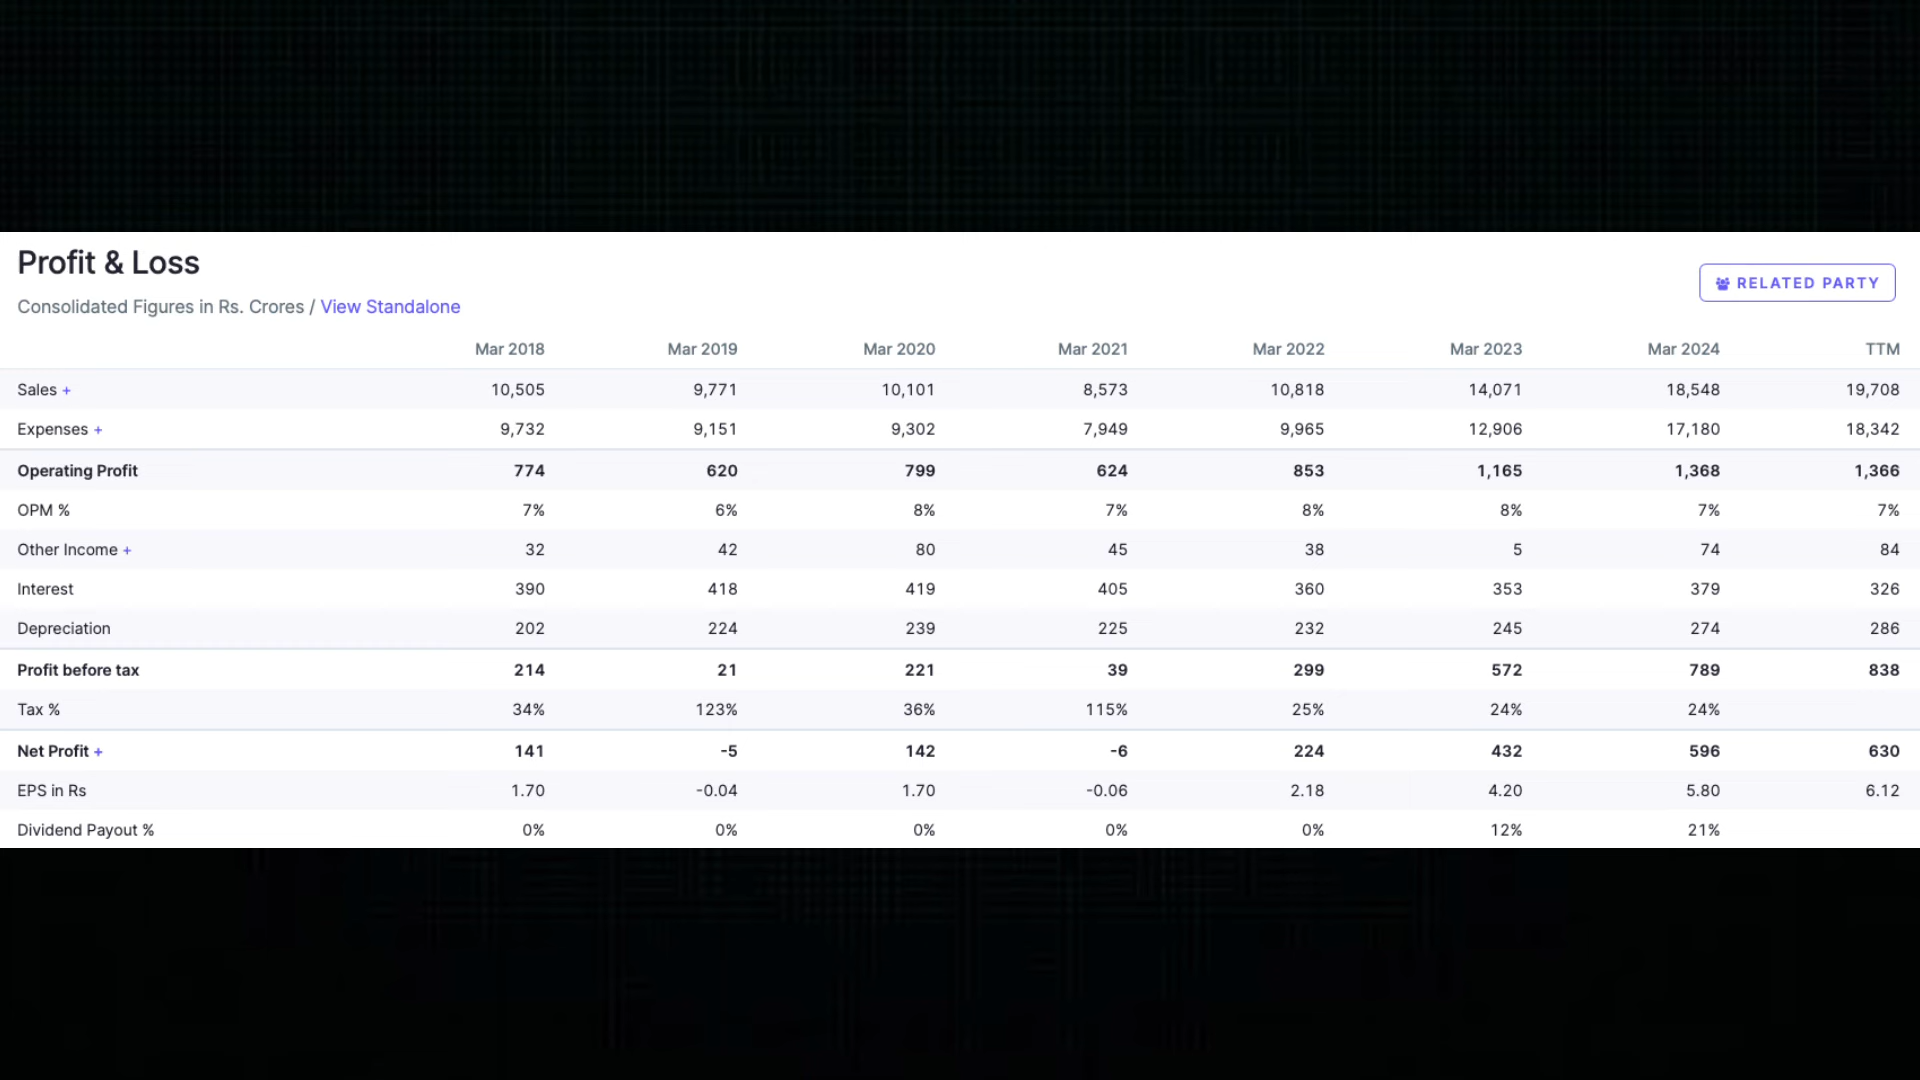 Profit & Loss
RELATED PARTY
Consolidated Figures in Rs. Crores / View Standalone
Mar 2018 Mar 2019 Mar 2020 Mar 2021 Mar 2022 Mar 2023 Mar 2024 TTM
Sales + 10,505 9,771 10,101 8,573 10,818 14,071 18,548 19,708
Expenses + 9,732 9,151 9,302 7,949 9,965 12,906 17,180 18,342
Operating Profit 774 620 799 624 853 1,165 1,368 1,366
OPM % 7% 6% 8% 7% 8% 8% 7% 7%
Other Income + 32 42 80 45 38 5 74 84
Interest 390 418 419 405 360 353 379 326
Depreciation 202 224 239 225 232 245 274 286
Profit before tax 214 21 221 39 299 572 789 838
Tax % 34% 123% 36% 115% 25% 24% 24%
Net Profit + 141 -5 142 -6 224 432 596 630
EPS in Rs 1.70 -0.04 1.70 -0.06 2.18 4.20 5.80 6.12
Dividend Payout % 0% 0% 0% 0% 0% 12% 21%